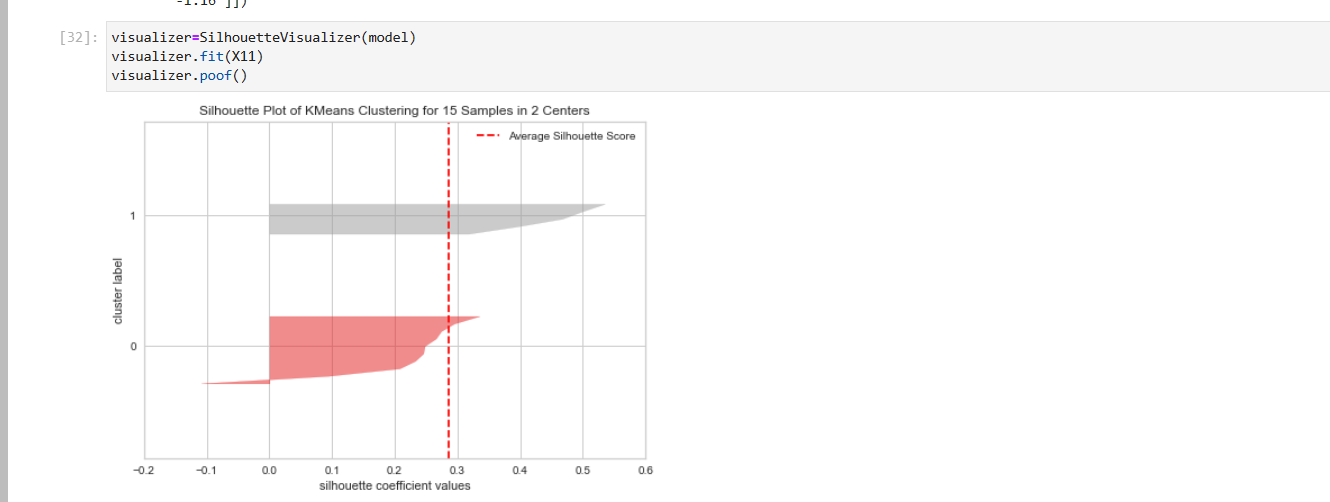 -1.16 ]])
[32]: visualizer=SilhouetteVisualizer(model)
visualizer.fit(X11)
visualizer.poof()
Silhouette Plot of KMeans Clustering for 15 Samples in 2 Centers
Average Silhouette Score
1
cluster label
0
−0.2 −0.1 0.0 0.1 0.2 0.3 0.4 0.5 0.6
silhouette coefficient values